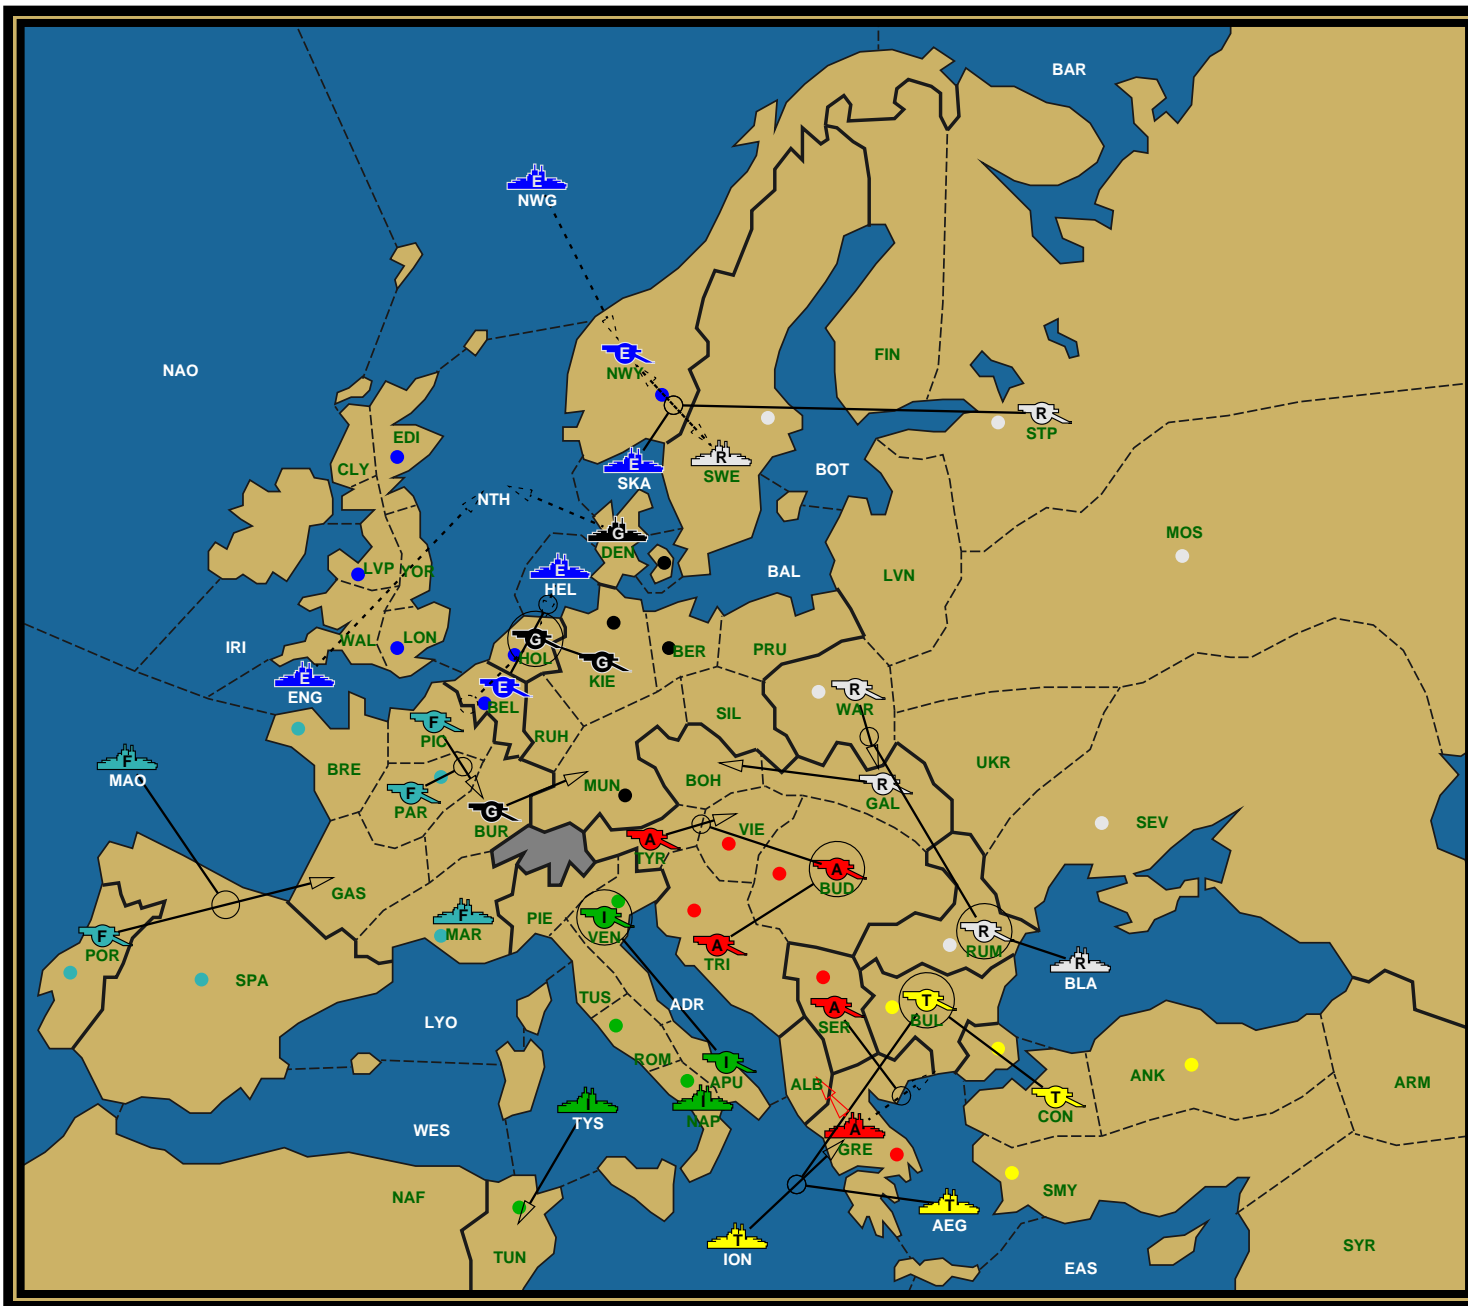 BAR
E
NWG
E
NWY
FIN
NAO
R
STP
EDI
CLY
E
SKA
R
SWE
BOT
NTH
G
DEN
MOS
LVP
YOR
E
HEL
BAL
LVN
IRI
WAL
LON
G
HOL
G
KIE
BER
PRU
E
ENG
E
BEL
R
WAR
F
PIC
RUH
SIL
UKR
F
MAO
BRE
F
PAR
G
BUR
MUN
BOH
R
GAL
SEV
A
TYR
VIE
A
BUD
GAS
F
MAR
PIE
I
VEN
F
POR
A
TRI
R
RUM
R
BLA
SPA
TUS
ADR
A
SER
T
BUL
LYO
ROM
I
APU
ALB
ANK
ARM
T
CON
I
TYS
I
NAP
WES
A
GRE
NAF
SMY
T
AEG
T
ION
TUN
EAS
SYR